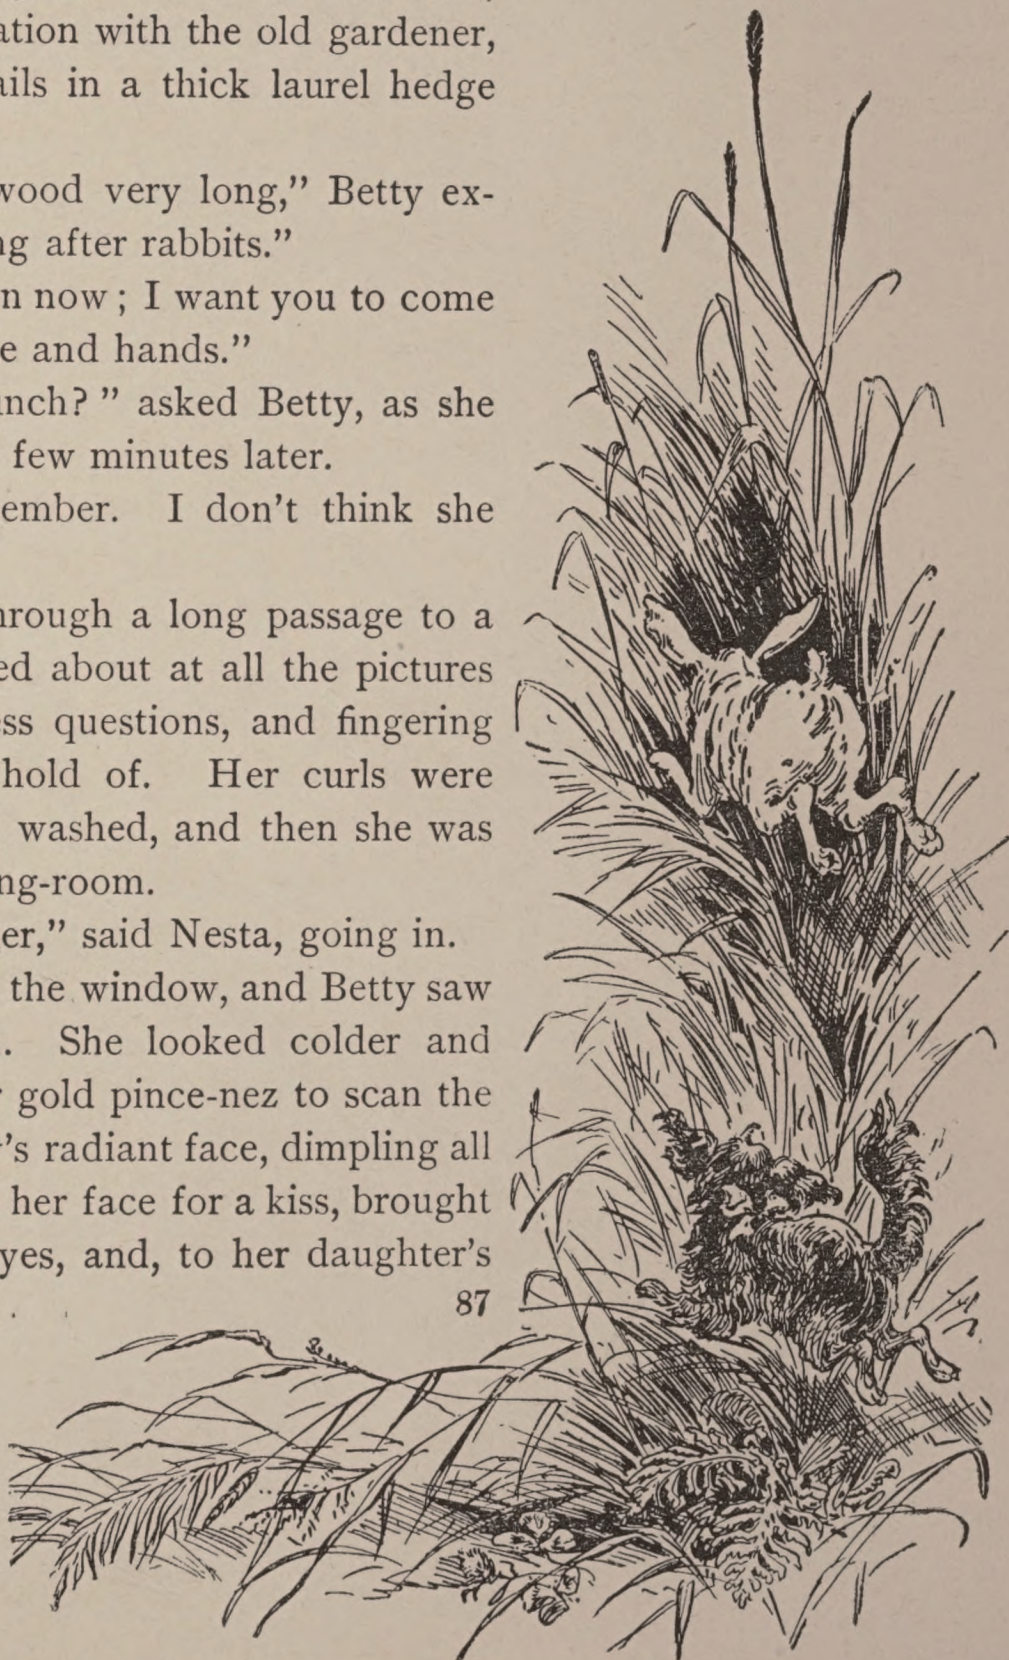 ation with the old gardener,
ails in a thick laurel hedge
wood very long,” Betty ex-
ng after rabbits.”
n now ; I want you to come
e and hands.”
unch? ” asked Betty, as she
few minutes later.
ember. I don't think she
hrough a long passage to a
ed about at all the pictures
ess questions, and fingering
hold of. Her curls were
washed, and then she was
ng-room.
er,” said Nesta, going in.
the window, and Betty saw
. She looked colder and
gold pince-nez to scan the
's radiant face, dimpling all
her face for a kiss, brought
yes, and, to her daughter's
87